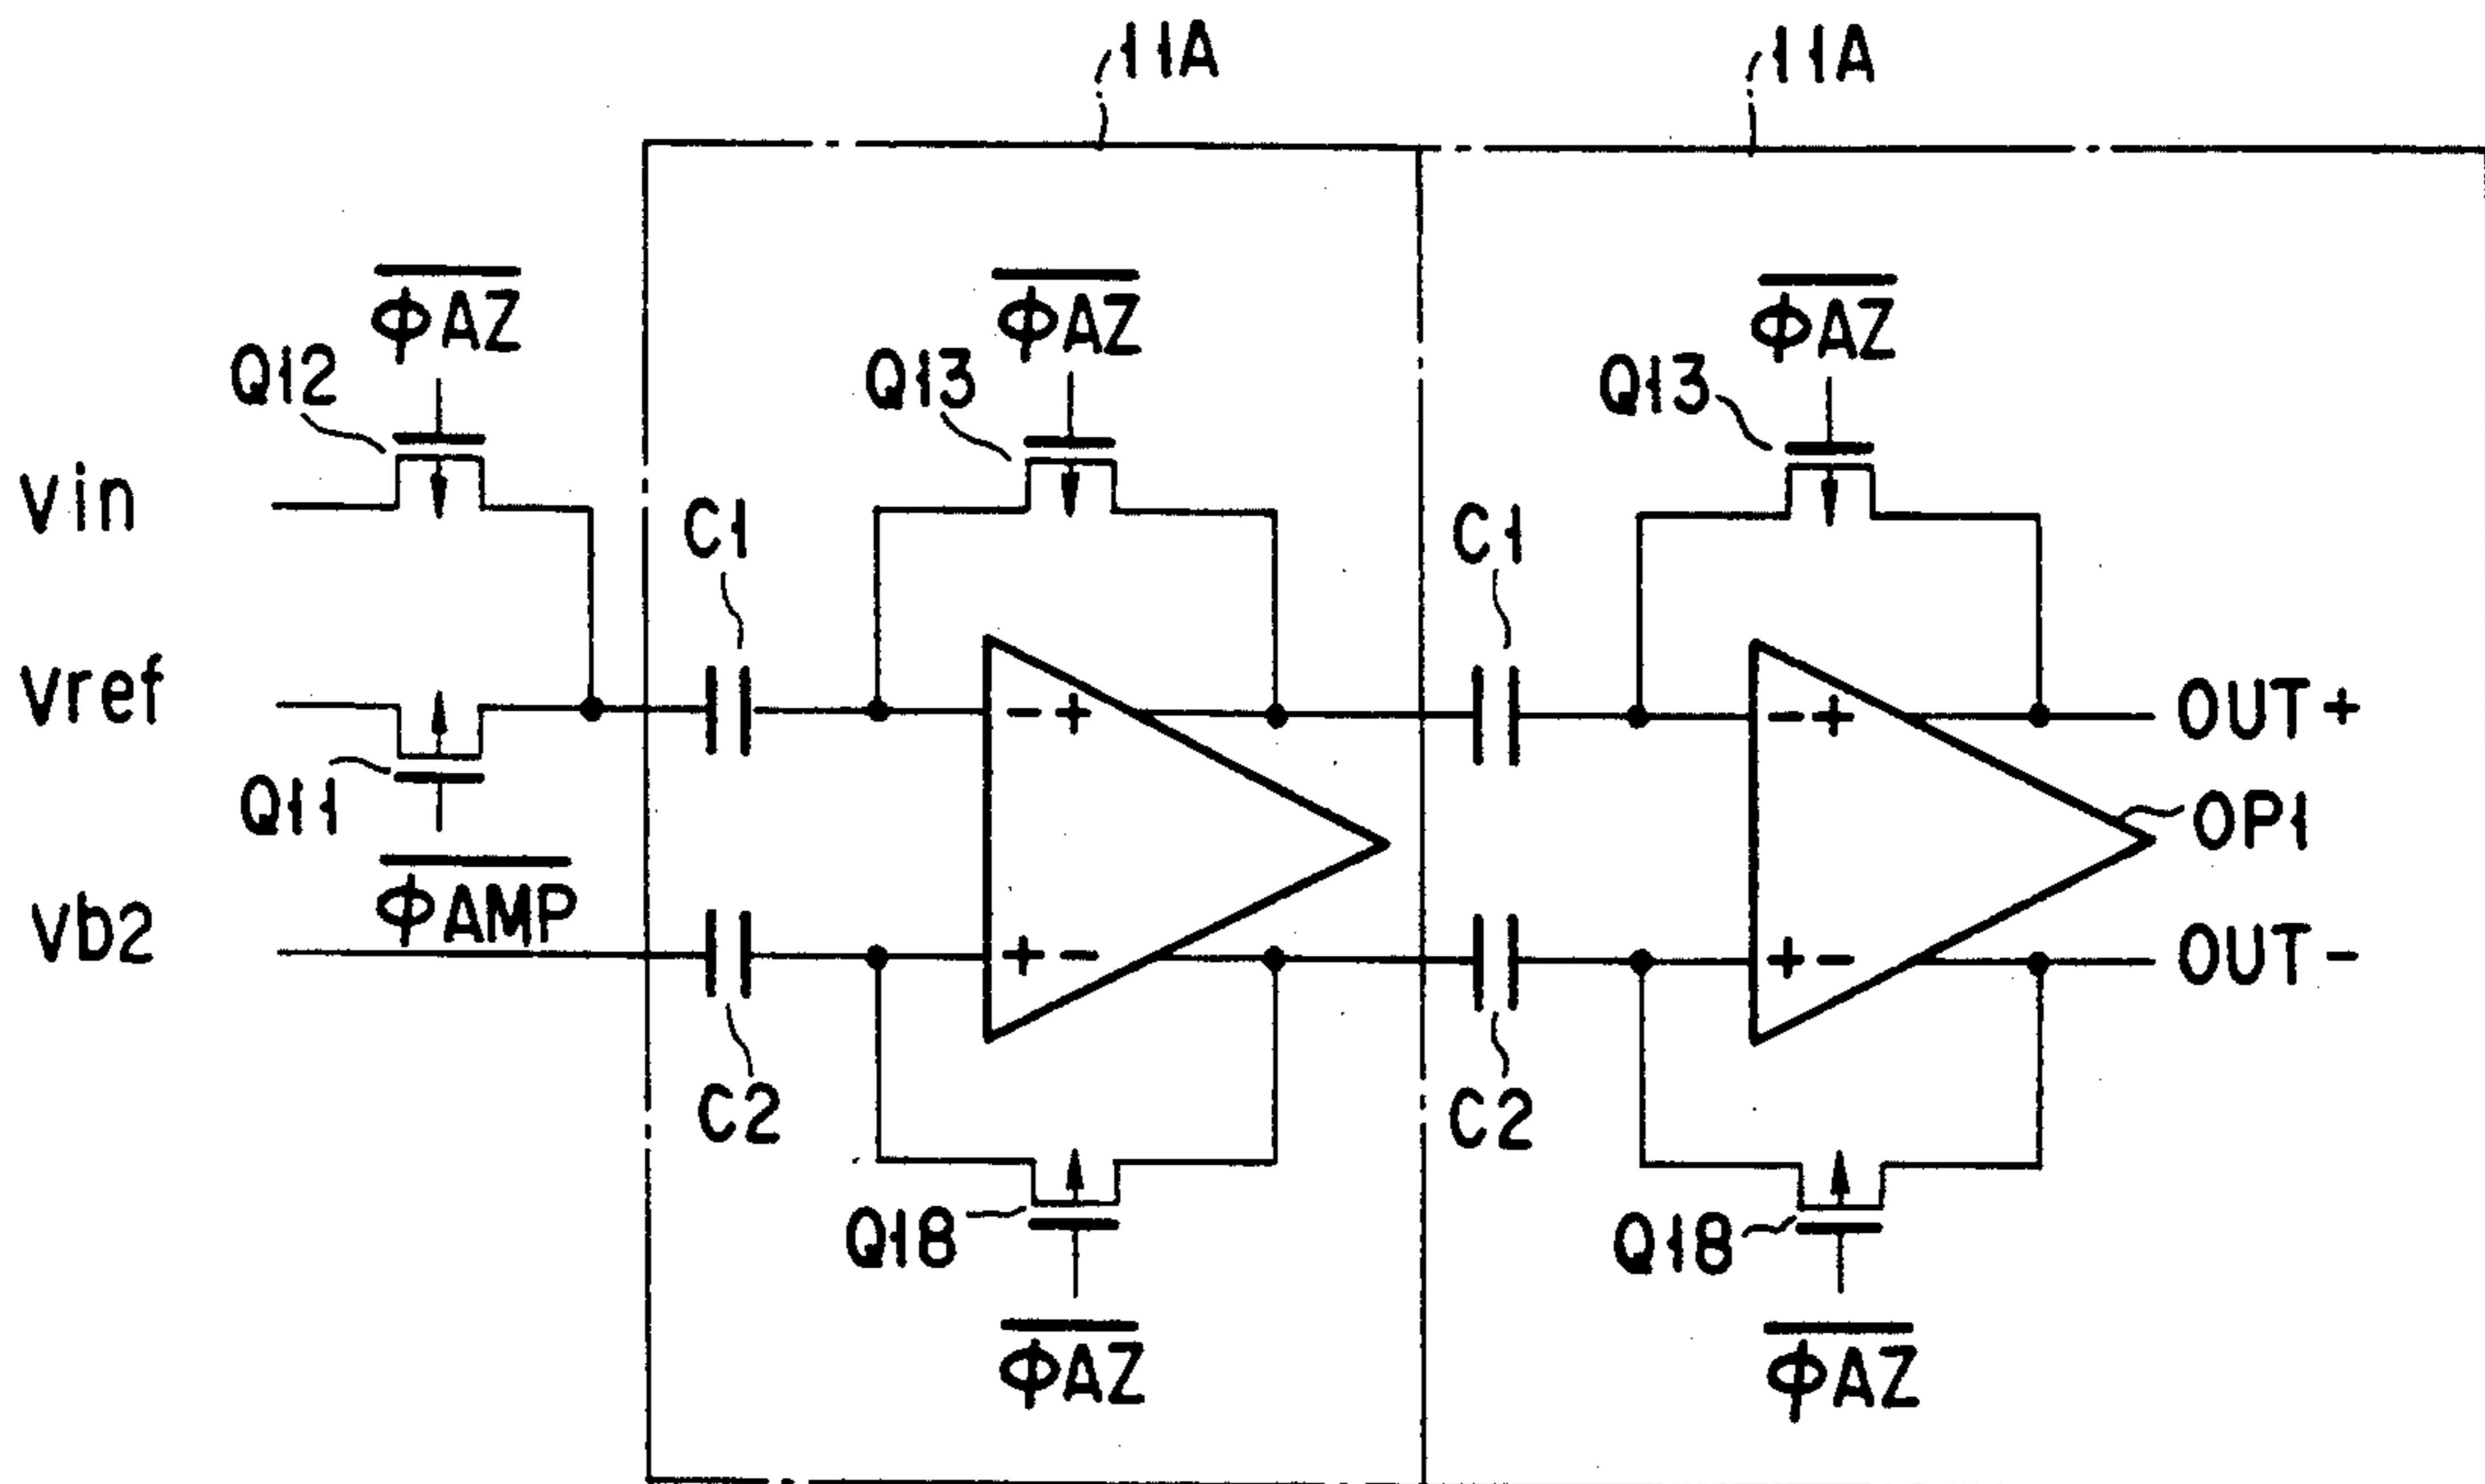 11A
11A
φAZ
φAZ
φAZ
Q12
Q13
Q13
Vin
C1
C1
Vref
-+
-+
OUT+
Q11
OP1
φAMP
Vb2
+-
+-
OUT-
C2
C2
Q18
Q18
φAZ
φAZ